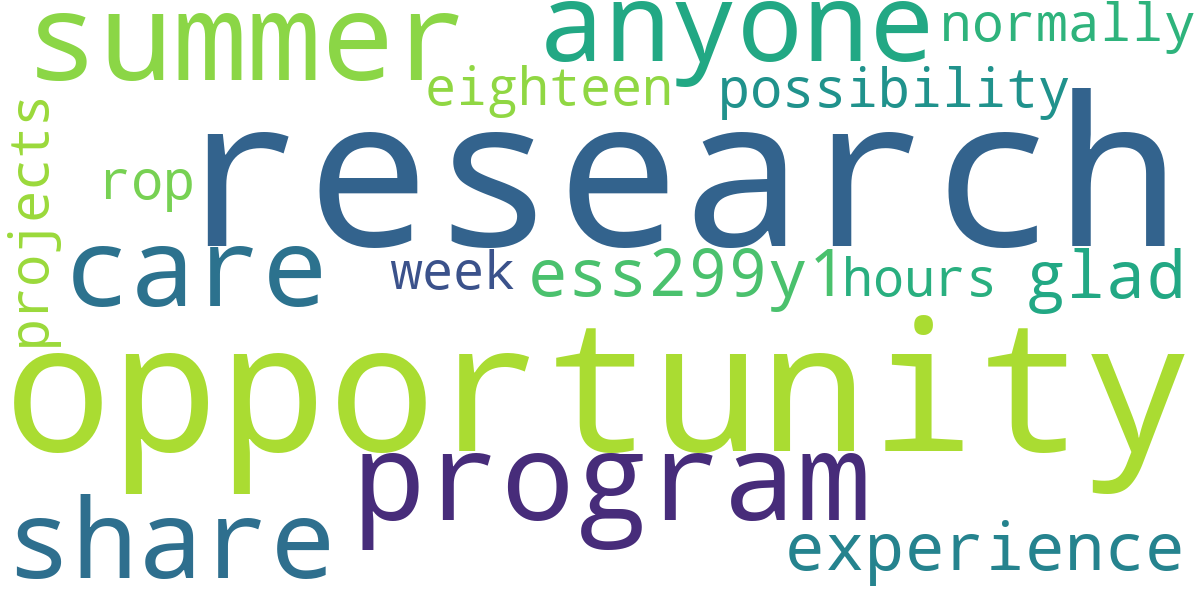 summer
anyone
normally
eighteen
possibility
projects
rop
research
care
week
ess299y1
hours
glad
opportunity
program
share
experience